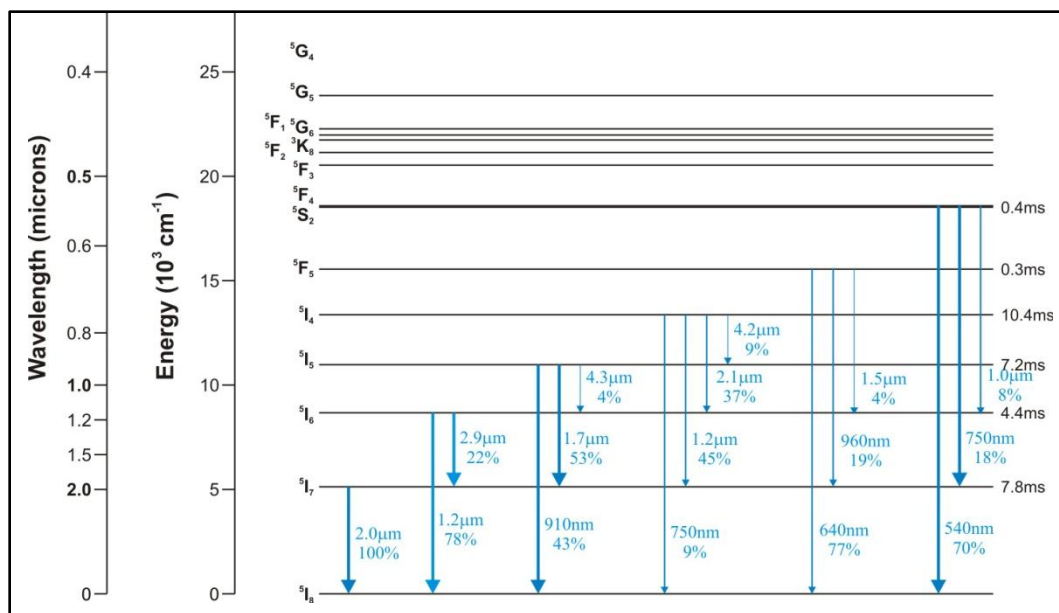 Wavelength (microns)
0.4
0.5
0.6
0.8
1.0
1.2
1.5
2.0
0
Energy (10³ cm⁻¹)
25
20
15
10
5
0
⁵G₄
⁵G₅
⁵F₁ ⁵G₆
³K₈
⁵F₂
⁵F₃
⁵F₄
⁵S₂
⁵F₅
⁵I₄
⁵I₅
⁵I₆
⁵I₇
⁵I₈
0.4ms
0.3ms
10.4ms
7.2ms
4.4ms
7.8ms
4.2µm
9%
4.3µm
4%
2.1µm
37%
1.5µm
4%
1.0µm
8%
2.9µm
22%
1.7µm
53%
1.2µm
45%
960nm
19%
750nm
18%
2.0µm
100%
1.2µm
78%
910nm
43%
750nm
9%
640nm
77%
540nm
70%